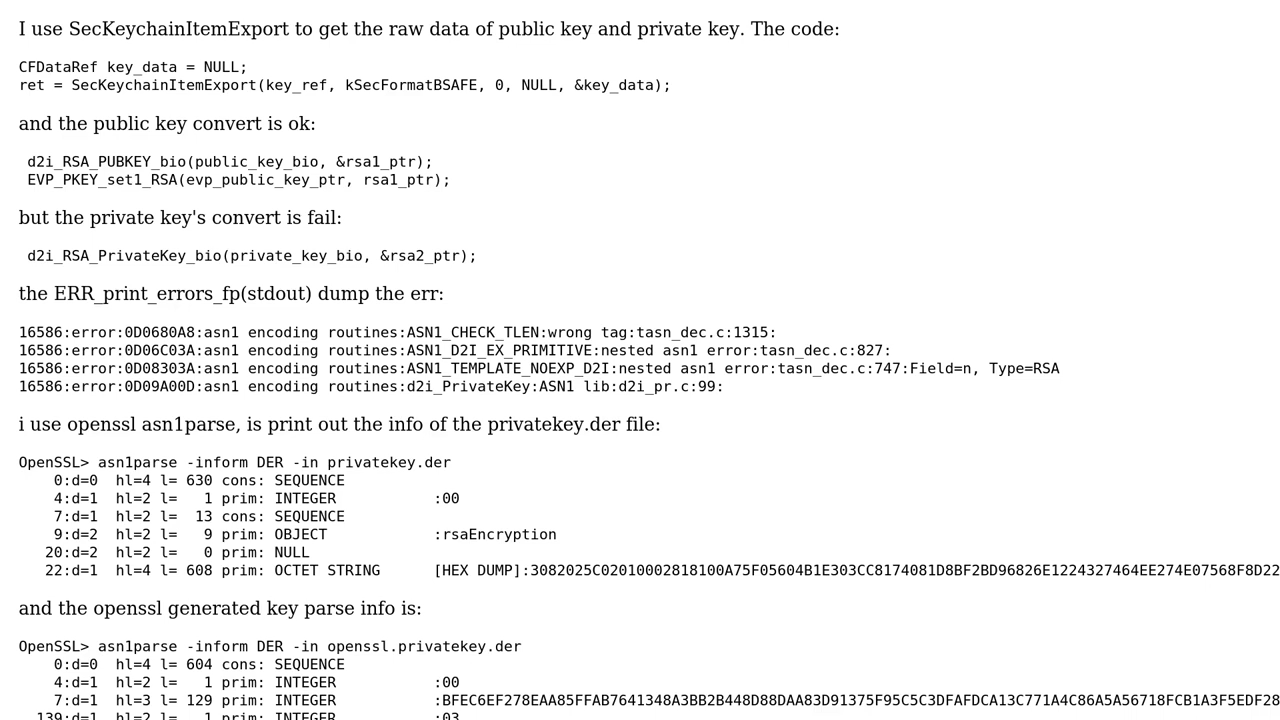 I use SecKeychainItemExport to get the raw data of public key and private key. The code:
CFDataRef key_data = NULL;
ret = SecKeychainItemExport(key_ref, kSecFormatBSAFE, 0, NULL, &key_data);
and the public key convert is ok:
d2i_RSA_PUBKEY_bio(public_key_bio, &rsa1_ptr);
EVP_PKEY_set1_RSA(evp_public_key_ptr, rsa1_ptr);
but the private key's convert is fail:
d2i_RSA_PrivateKey_bio(private_key_bio, &rsa2_ptr);
the ERR_print_errors_fp(stdout) dump the err:
16586:error:0D0680A8:asn1 encoding routines:ASN1_CHECK_TLEN:wrong tag:tasn_dec.c:1315:
16586:error:0D06C03A:asn1 encoding routines:ASN1_D2I_EX_PRIMITIVE:nested asn1 error:tasn_dec.c:827:
16586:error:0D08303A:asn1 encoding routines:ASN1_TEMPLATE_NOEXP_D2I:nested asn1 error:tasn_dec.c:747:Field=n, Type=RSA
16586:error:0D09A00D:asn1 encoding routines:d2i_PrivateKey:ASN1 lib:d2i_pr.c:99:
i use openssl asn1parse, is print out the info of the privatekey.der file:
OpenSSL> asn1parse -inform DER -in privatekey.der
0:d=0  hl=4 l= 630 cons: SEQUENCE
4:d=1  hl=2 l=   1 prim: INTEGER           :00
7:d=1  hl=2 l=  13 cons: SEQUENCE
9:d=2  hl=2 l=   9 prim: OBJECT            :rsaEncryption
20:d=2  hl=2 l=   0 prim: NULL
22:d=1  hl=4 l= 608 prim: OCTET STRING      [HEX DUMP]:3082025C02010002818100A75F05604B1E303CC8174081D8BF2BD96826E1224327464EE274E07568F8D22
and the openssl generated key parse info is:
OpenSSL> asn1parse -inform DER -in openssl.privatekey.der
0:d=0  hl=4 l= 604 cons: SEQUENCE
4:d=1  hl=2 l=   1 prim: INTEGER           :00
7:d=1  hl=3 l= 129 prim: INTEGER           :BFEC6EF278EAA85FFAB7641348A3BB2B448D88DAA83D91375F95C5C3DFAFDCA13C771A4C86A5A56718FCB1A3F5EDF28
139:d=1  hl=2 l=   1 prim: INTEGER           :03